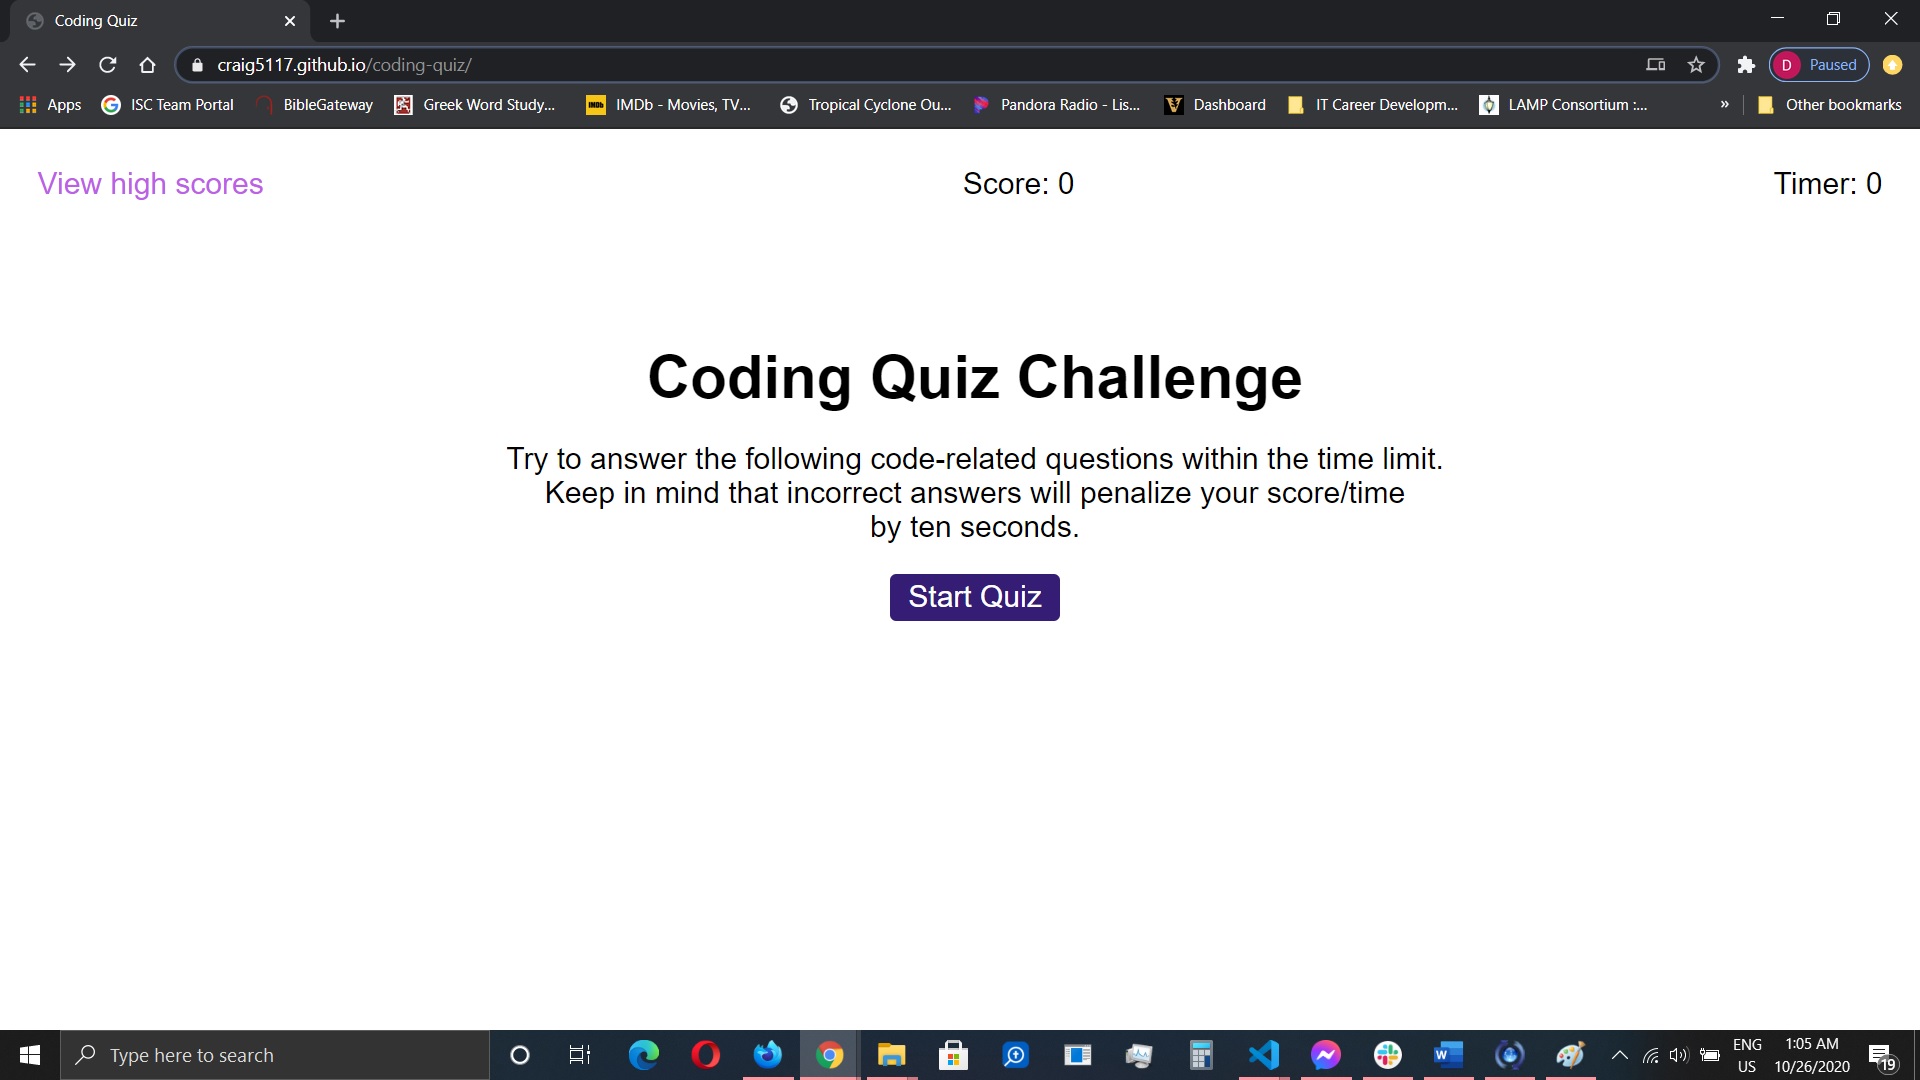 Coding Quiz
craig5117.github.io/coding-quiz/
D Paused
Apps ISC Team Portal BibleGateway Greek Word Study... IMDb IMDb - Movies, TV... Tropical Cyclone Ou... Pandora Radio - Lis... V Dashboard IT Career Developm... LAMP Consortium :... » Other bookmarks
View high scores Score: 0 Timer: 0
Coding Quiz Challenge
Try to answer the following code-related questions within the time limit.
Keep in mind that incorrect answers will penalize your score/time
by ten seconds.
Start Quiz
Type here to search
ENG
US
1:05 AM
10/26/2020
19